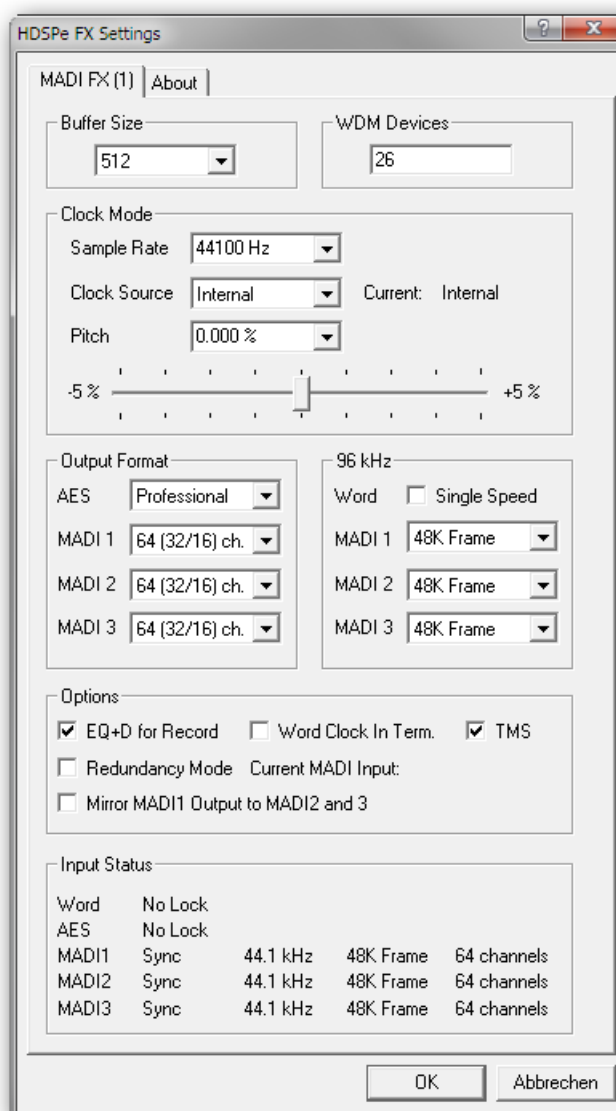 HDSPe FX Settings
MADI FX (1) About
Buffer Size
512
WDM Devices
26
Clock Mode
Sample Rate 44100 Hz
Clock Source Internal Current: Internal
Pitch 0.000 %
-5 % +5 %
Output Format
AES Professional
MADI 1 64 (32/16) ch.
MADI 2 64 (32/16) ch.
MADI 3 64 (32/16) ch.
96 kHz
Word Single Speed
MADI 1 48K Frame
MADI 2 48K Frame
MADI 3 48K Frame
Options
EQ+D for Record Word Clock In Term. TMS
Redundancy Mode Current MADI Input:
Mirror MADI1 Output to MADI2 and 3
Input Status
Word No Lock
AES No Lock
MADI1 Sync 44.1 kHz 48K Frame 64 channels
MADI2 Sync 44.1 kHz 48K Frame 64 channels
MADI3 Sync 44.1 kHz 48K Frame 64 channels
OK Abbrechen